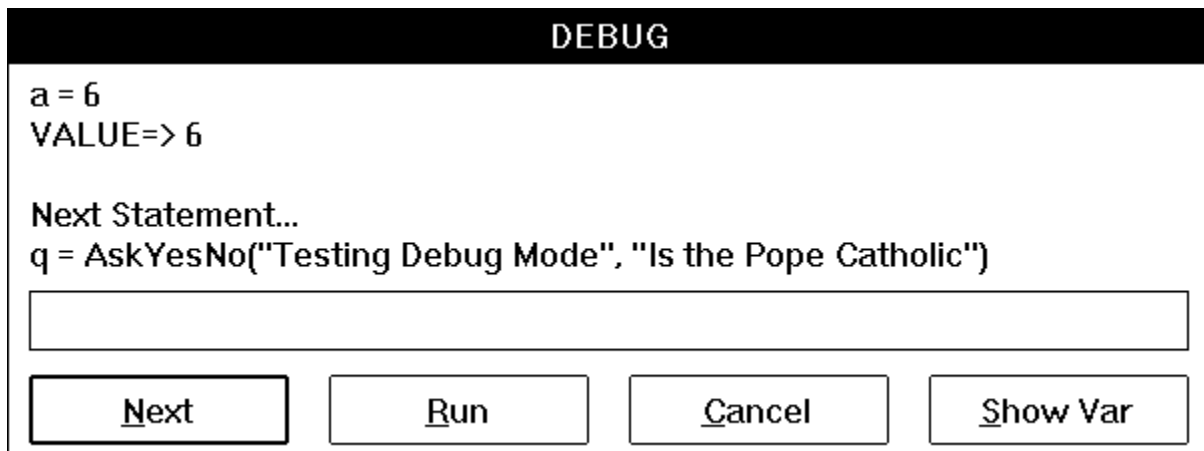 DEBUG
a = 6
VALUE=> 6
Next Statement...
q = AskYesNo("Testing Debug Mode", "Is the Pope Catholic")
Next
Run
Cancel
Show Var